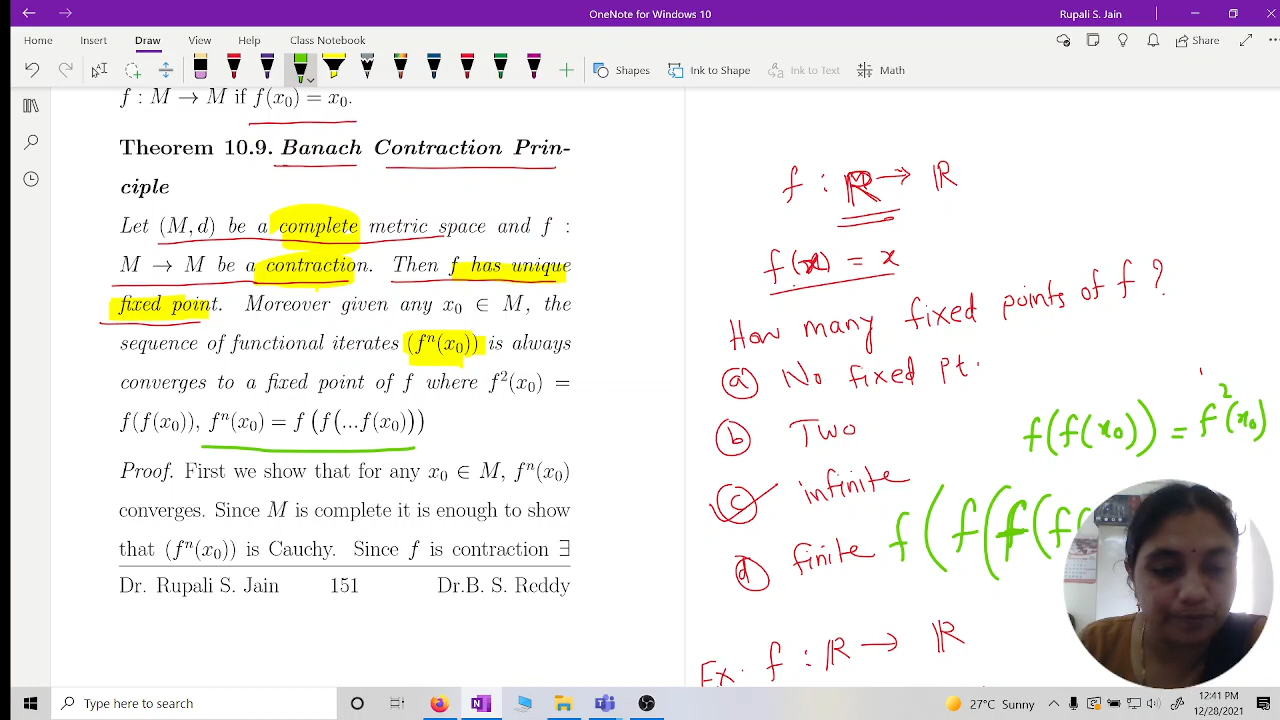 OneNote for Windows 10
Rupali S. Jain
Home Insert Draw View Class Notebook
Share
Shapes
Ink to Shape
Ink to Text
Math
f : M → M if f(x₀) = x₀.
Theorem 10.9. Banach Contraction Prin-
ciple
Let (M, d) be a complete metric space and f :
M → M be a contraction. Then f has unique
fixed point. Moreover given any x₀ ∈ M, the
sequence of functional iterates (fⁿ(x₀)) is always
converges to a fixed point of f where f²(x₀) =
f(f(x₀)), fⁿ(x₀) = f (f(...f(x₀)))
Proof. First we show that for any x₀ ∈ M, fⁿ(x₀)
converges. Since M is complete it is enough to show
that (fⁿ(x₀)) is Cauchy. Since f is contraction ∃
Dr. Rupali S. Jain 151 Dr.B. S. Reddy
f : ℝ → ℝ
f(x) = x
How many fixed points of f ?
(a) No fixed pt.
(b) Two
f(f(x₀)) = f²(x₀)
(c) infinite
(d) finite
f(f(f(f(
Ex. f : ℝ → ℝ
Type here to search
27°C Sunny
12:41 PM
12/28/2021